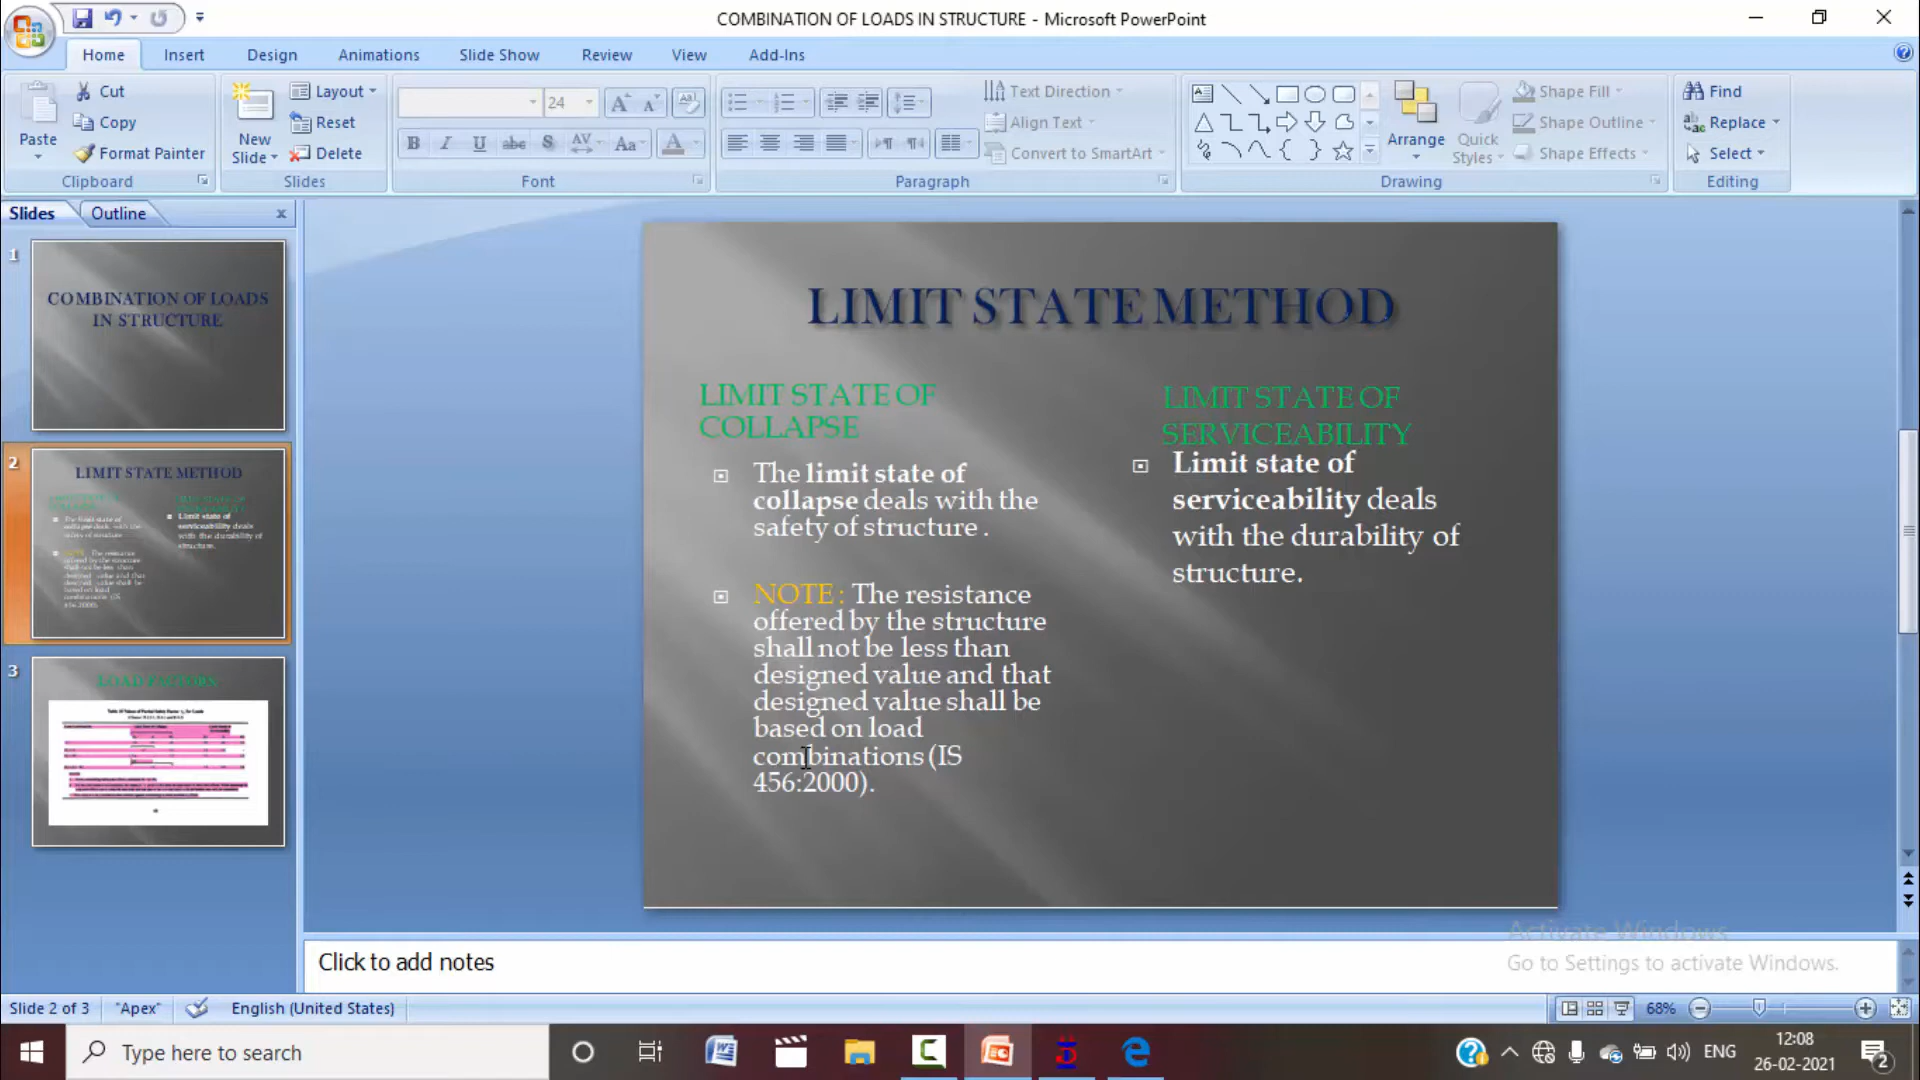 COMBINATION OF LOADS IN STRUCTURE - Microsoft PowerPoint
Home
Insert
Design
Animations
Slide Show
Review
View
Add-Ins
Paste
Cut
Copy
Format Painter
Clipboard
New
Slide
Layout
Reset
Delete
Slides
24
Font
Text Direction
Align Text
Convert to SmartArt
Paragraph
Arrange
Quick
Styles
Shape Fill
Shape Outline
Shape Effects
Drawing
Find
Replace
Select
Editing
Slides
Outline
1
COMBINATION OF LOADS
IN STRUCTURE
2
LIMIT STATE METHOD
3
LOAD FACTORS
LIMIT STATE METHOD
LIMIT STATE OF
COLLAPSE
The limit state of
collapse deals with the
safety of structure .
NOTE : The resistance
offered by the structure
shall not be less than
designed value and that
designed value shall be
based on load
combinations (IS
456:2000).
LIMIT STATE OF
SERVICEABILITY
Limit state of
serviceability deals
with the durability of
structure.
Click to add notes
Activate Windows
Go to Settings to activate Windows.
Slide 2 of 3
"Apex"
English (United States)
68%
Type here to search
ENG
12:08
26-02-2021
2